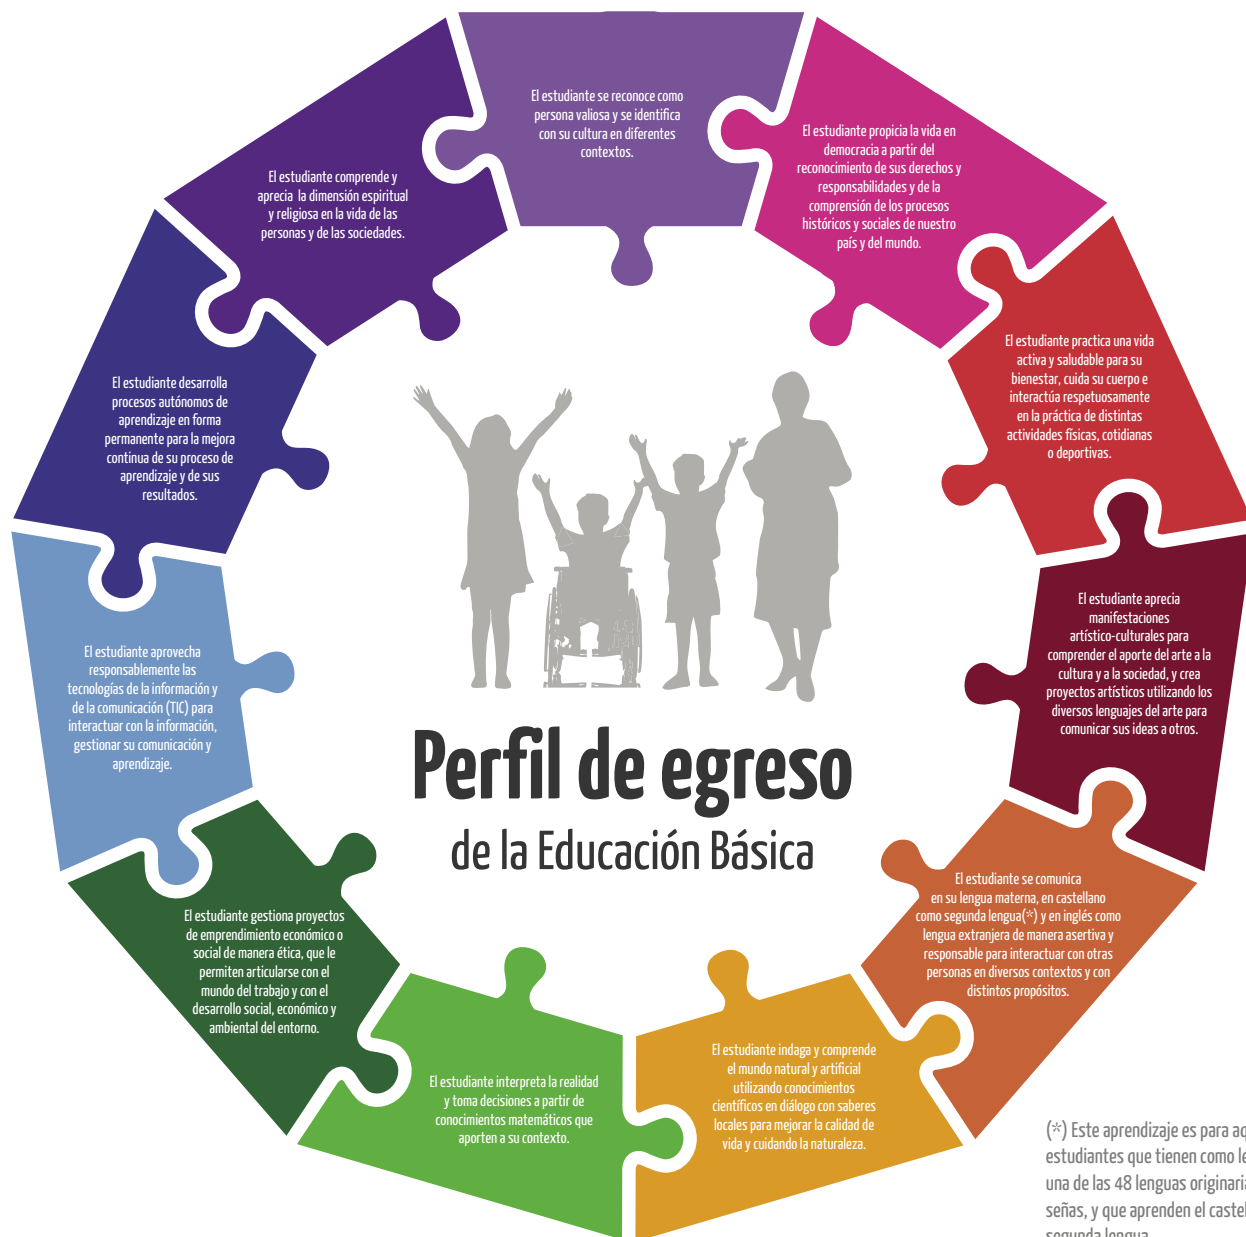 El estudiante se reconoce como
persona valiosa y se identifica
con su cultura en diferentes
contextos.
El estudiante propicia la vida en
democracia a partir del
reconocimiento de sus derechos y
responsabilidades y de la
comprensión de los procesos
históricos y sociales de nuestro
país y del mundo.
El estudiante practica una vida
activa y saludable para su
bienestar, cuida su cuerpo e
interactúa respetuosamente
en la práctica de distintas
actividades físicas, cotidianas
o deportivas.
El estudiante aprecia
manifestaciones
artístico-culturales para
comprender el aporte del arte a la
cultura y a la sociedad, y crea
proyectos artísticos utilizando los
diversos lenguajes del arte para
comunicar sus ideas a otros.
El estudiante se comunica
en su lengua materna, en castellano
como segunda lengua(*) y en inglés como
lengua extranjera de manera asertiva y
responsable para interactuar con otras
personas en diversos contextos y con
distintos propósitos.
El estudiante indaga y comprende
el mundo natural y artificial
utilizando conocimientos
científicos en diálogo con saberes
locales para mejorar la calidad de
vida y cuidando la naturaleza.
El estudiante interpreta la realidad
y toma decisiones a partir de
conocimientos matemáticos que
aporten a su contexto.
El estudiante gestiona proyectos
de emprendimiento económico o
social de manera ética, que le
permiten articularse con el
mundo del trabajo y con el
desarrollo social, económico y
ambiental del entorno.
El estudiante aprovecha
responsablemente las
tecnologías de la información y
de la comunicación (TIC) para
interactuar con la información,
gestionar su comunicación y
aprendizaje.
El estudiante desarrolla
procesos autónomos de
aprendizaje en forma
permanente para la mejora
continua de su proceso de
aprendizaje y de sus
resultados.
El estudiante comprende y
aprecia la dimensión espiritual
y religiosa en la vida de las
personas y de las sociedades.
Perfil de egreso
de la Educación Básica
(*) Este aprendizaje es para
estudiantes que tienen como
una de las 48 lenguas
señas, y que aprenden el
segunda lengua